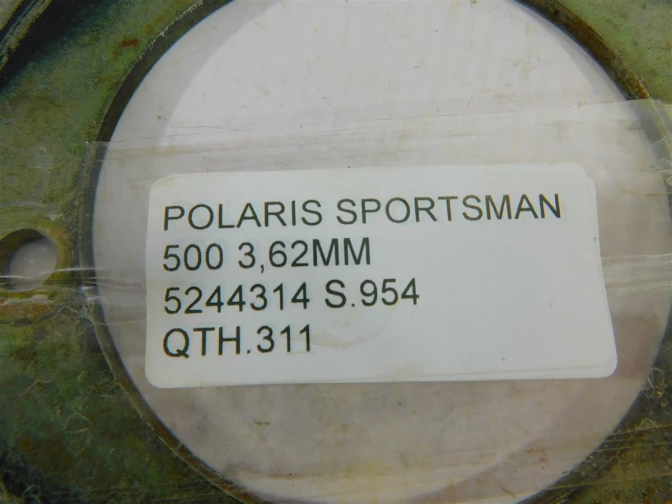 POLARIS SPORTSMAN
500 3,62MM
5244314 S.954
QTH.311